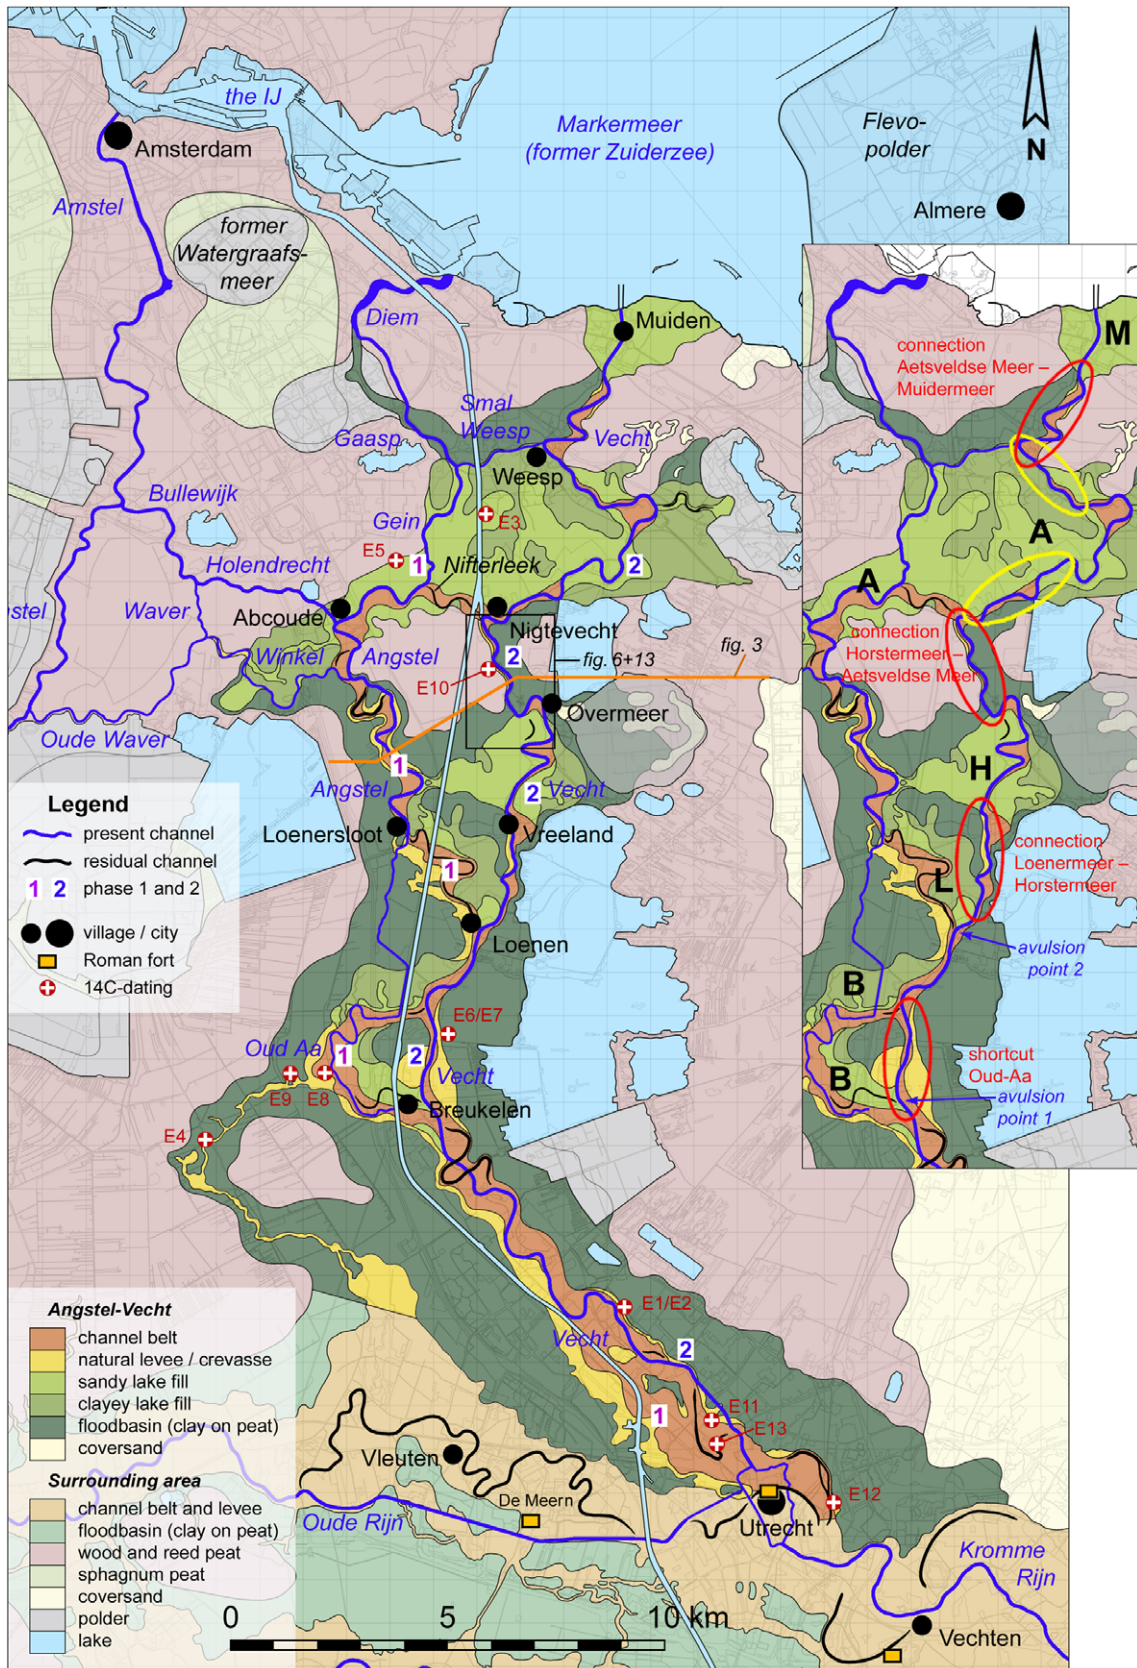 the IJ
Markermeer
(former Zuiderzee)
Flevo-
polder
N
Amsterdam
Almere
Amstel
former
Watergraafs-
meer
Diem
Muiden
Smal
Weesp
Gaasp
Vecht
Weesp
Bullewijk
Gein
E3
E5
1
2
Holendrecht
Nifterleek
Waver
Abcoude
Nigtevecht
Winkel
Angstel
2
fig. 6+13
fig. 3
E10
Overmeer
Oude Waver
1
Angstel
2
Vecht
Loenersloot
Vreeland
1
Loenen
E6/E7
Oud Aa
1
2
Vecht
E9
E8
Breukelen
E4
E1/E2
Vecht
2
1
E11
E13
Vleuten
De Meern
E12
Oude Rijn
Utrecht
Kromme
Rijn
Vechten
0
5
10 km
Legend
present channel
residual channel
1 2 phase 1 and 2
village / city
Roman fort
14C-dating
Angstel-Vecht
channel belt
natural levee / crevasse
sandy lake fill
clayey lake fill
floodbasin (clay on peat)
coversand
Surrounding area
channel belt and levee
floodbasin (clay on peat)
wood and reed peat
sphagnum peat
coversand
polder
lake
connection
Aetsveldse Meer –
Muidermeer
M
A
A
connection
Horstermeer –
Aetsveldse Meer
H
connection
Loenermeer –
Horstermeer
L
avulsion
point 2
B
B
shortcut
Oud-Aa
avulsion
point 1